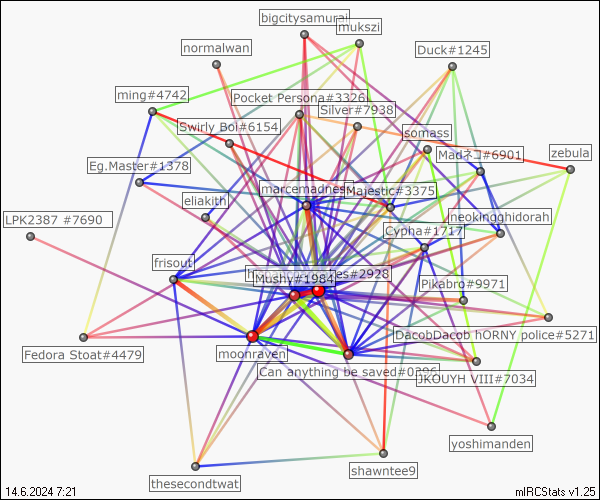 bigcitysamurai
mukszi
normalwan
Duck#1245
ming#4742
Pocket Persona#3326
Silver#7938
Swirly Boi#6154
somass
Madネコ#6901
zebula
Eg.Master#1378
marcemadness
Majestic#3375
eliakith
LPK2387 #7690
neokingghidorah
Cypha#1717
frisout
es#2928
Mushy#1984
Pikabro#9971
DacobDacob hORNY police#5271
Fedora Stoat#4479
moonraven
Can anything be saved#0396
JKOUYH VIII#7034
yoshimanden
shawntee9
thesecondtwat
14.6.2024 7:21
mIRCStats v1.25